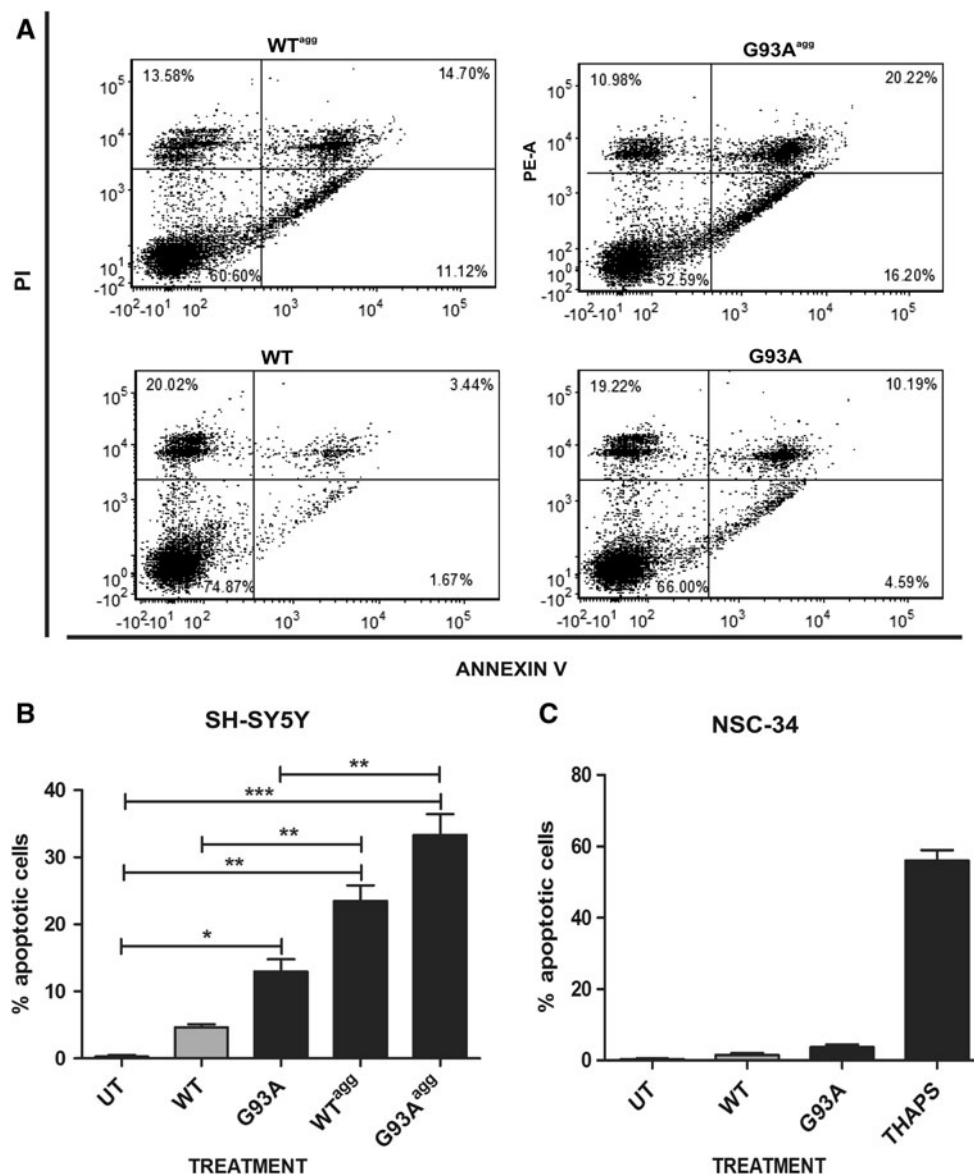 A
WT^agg
G93A^agg
13.58%
14.70%
60.60%
11.12%
10^5
10^4
10^3
10^1
-10^2
-10^2-10^1 10^2 10^3 10^4 10^5
PE-A
10.98%
20.22%
52.59%
16.20%
10^5
10^4
10^3
10^2
10^0
-10^2
-10^2-10^1 10^2 10^3 10^4 10^5
PI
WT
G93A
20.02%
3.44%
74.87%
1.67%
10^5
10^4
10^3
10^0
-10^2
-10^2-10^1 10^2 10^3 10^4 10^5
19.22%
10.19%
66.00%
4.59%
10^5
10^4
10^3
10^1
-10^2
-10^2-10^1 10^2 10^3 10^4 10^5
ANNEXIN V
B
SH-SY5Y
% apoptotic cells
40
30
20
10
0
**
***
**
**
*
UT WT G93A WT^agg G93A^agg
TREATMENT
C
NSC-34
% apoptotic cells
80
60
40
20
0
UT WT G93A THAPS
TREATMENT